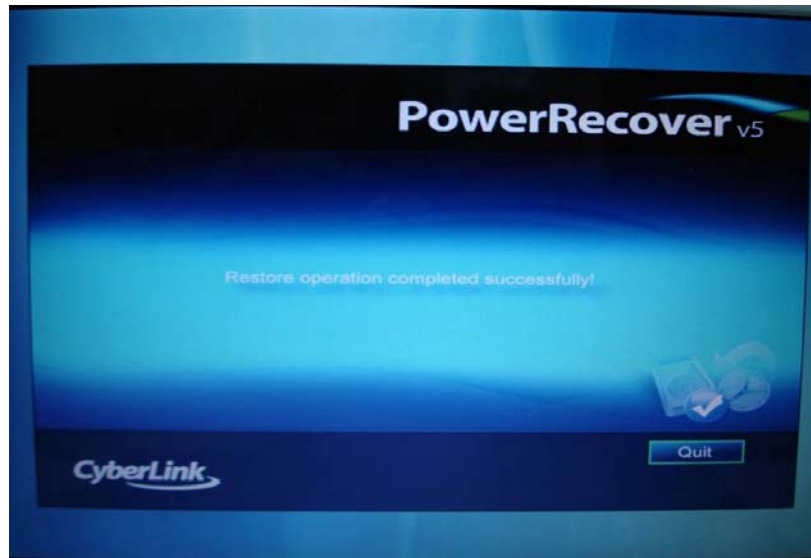 PowerRecover v5
Restore operation completed successfully!
Quit
CyberLink